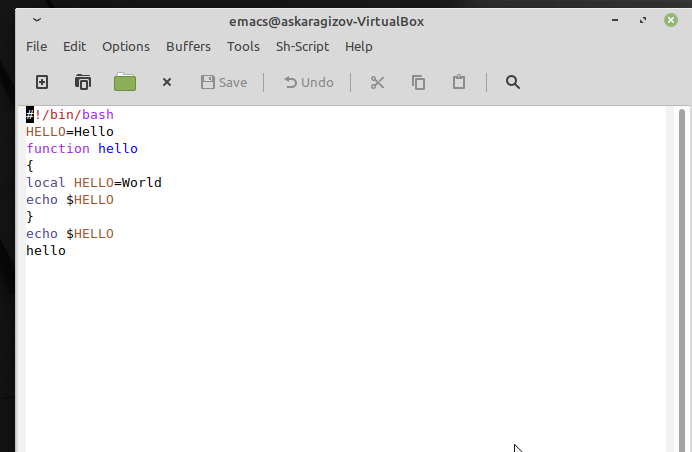 emacs@askaragizov-VirtualBox
File Edit Options Buffers Tools Sh-Script Help
Save Undo
#!/bin/bash
HELLO=Hello
function hello
{
local HELLO=World
echo $HELLO
}
echo $HELLO
hello